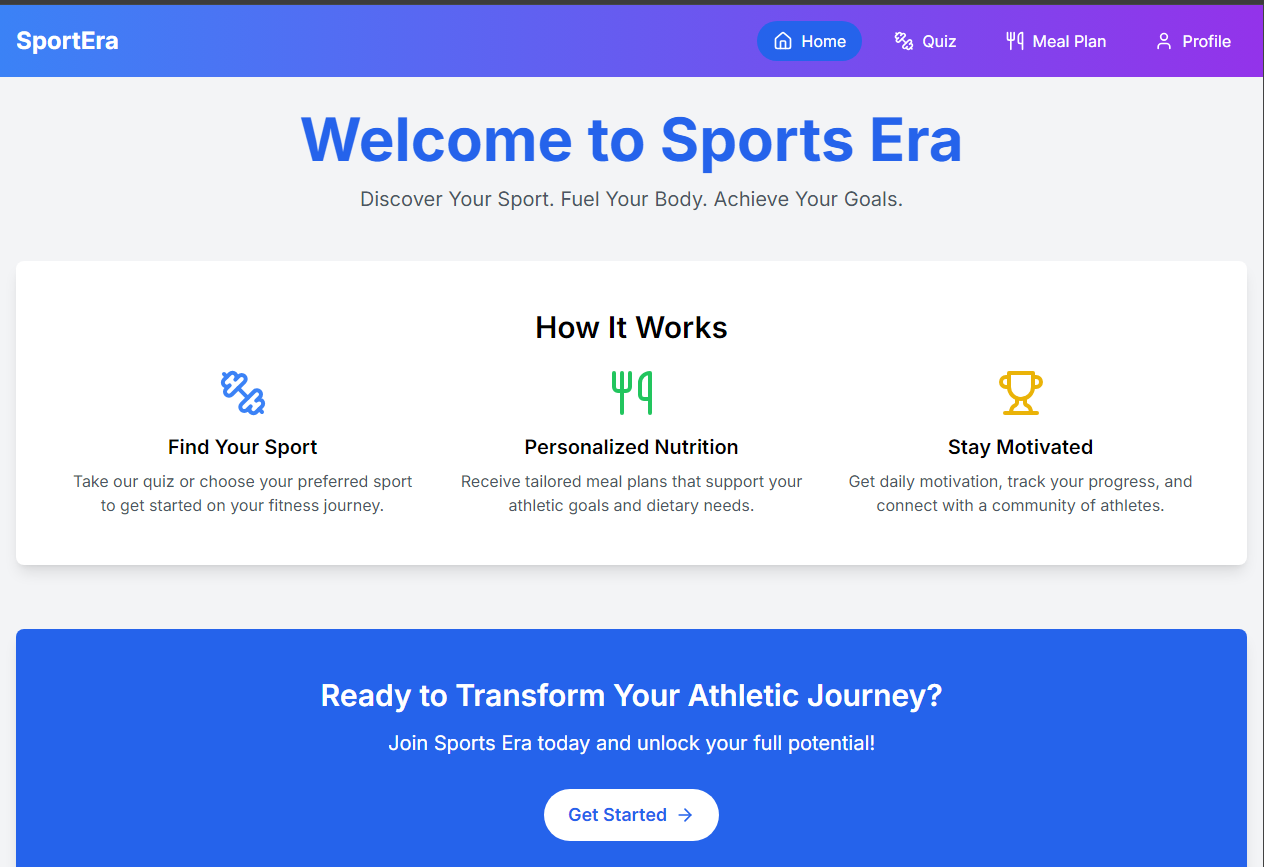 SportEra
Home
Quiz
Meal Plan
Profile
Welcome to Sports Era
Discover Your Sport. Fuel Your Body. Achieve Your Goals.
How It Works
Find Your Sport
Take our quiz or choose your preferred sport
to get started on your fitness journey.
Personalized Nutrition
Receive tailored meal plans that support your
athletic goals and dietary needs.
Stay Motivated
Get daily motivation, track your progress, and
connect with a community of athletes.
Ready to Transform Your Athletic Journey?
Join Sports Era today and unlock your full potential!
Get Started